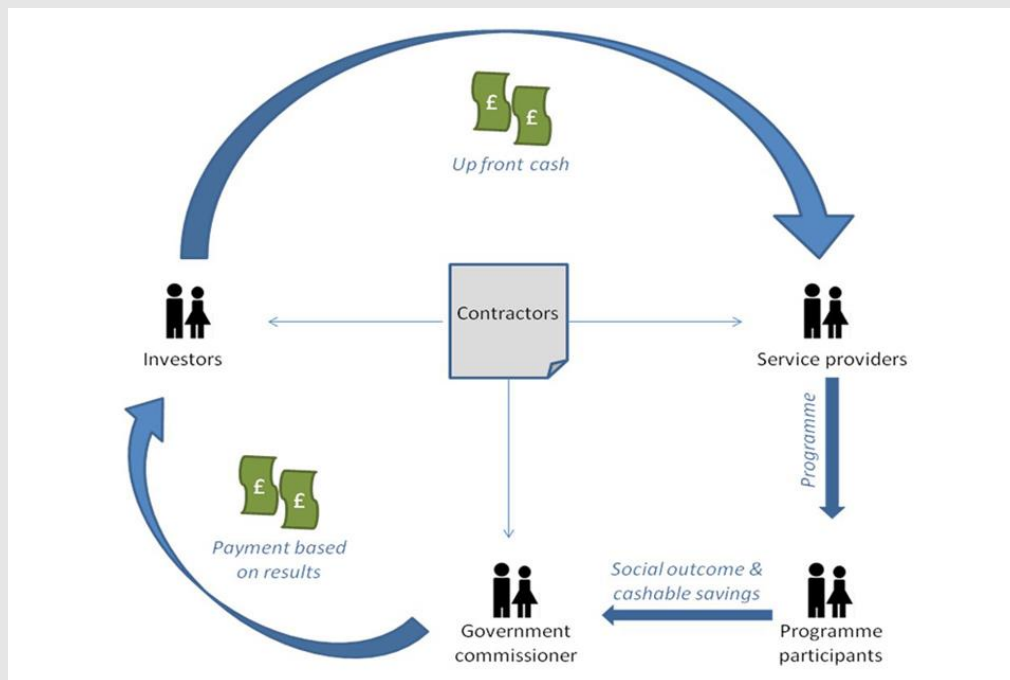 £
£
Up front cash
Contractors
Investors
Service providers
Programme
£
£
Payment based
on results
Social outcome &
cashable savings
Government
commissioner
Programme
participants